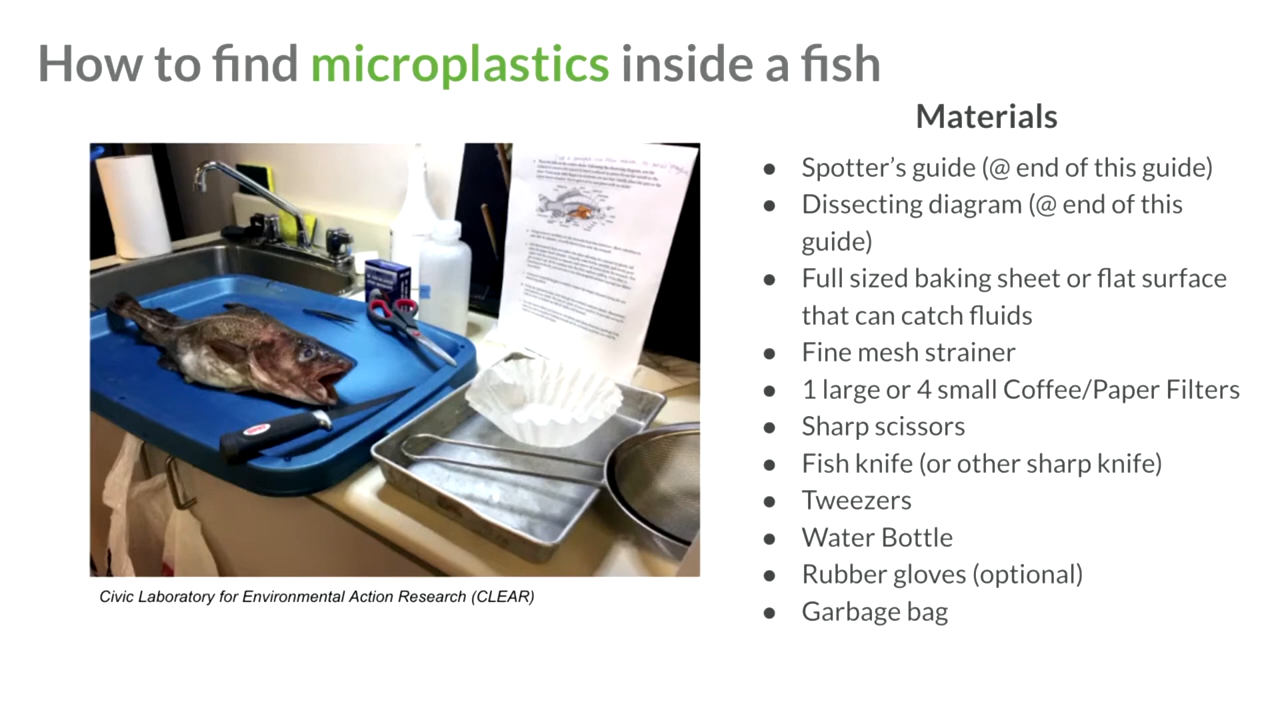 How to find microplastics inside a fish
Materials
● Spotter’s guide (@ end of this guide)
● Dissecting diagram (@ end of this
guide)
● Full sized baking sheet or flat surface
that can catch fluids
● Fine mesh strainer
● 1 large or 4 small Coffee/Paper Filters
● Sharp scissors
● Fish knife (or other sharp knife)
● Tweezers
● Water Bottle
● Rubber gloves (optional)
● Garbage bag
Civic Laboratory for Environmental Action Research (CLEAR)